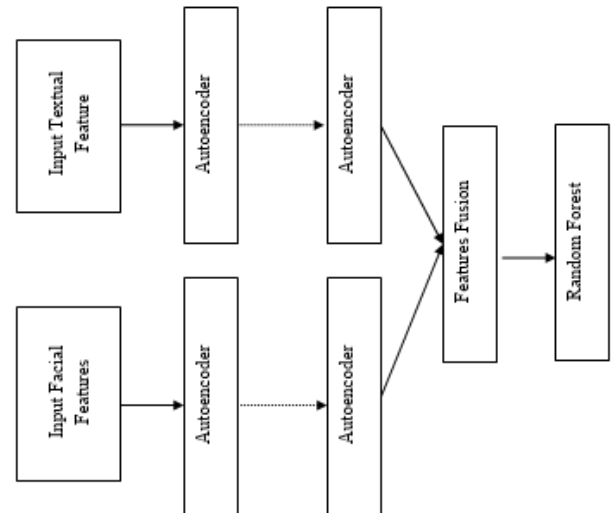 Input Textual
Feature
Autoencoder
Autoencoder
Input Facial
Features
Autoencoder
Autoencoder
Features Fusion
Random Forest